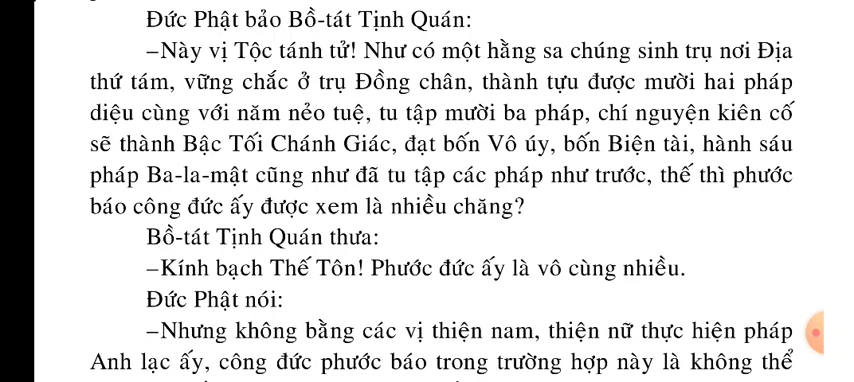 Đức Phật bảo Bồ-tát Tịnh Quán:
–Này vị Tộc tánh tử! Như có một hằng sa chúng sinh trụ nơi Địa
thứ tám, vững chắc ở trụ Đồng chân, thành tựu được mười hai pháp
diệu cùng với năm nẻo tuệ, tu tập mười ba pháp, chí nguyện kiên cố
sẽ thành Bậc Tối Chánh Giác, đạt bốn Vô úy, bốn Biện tài, hành sáu
pháp Ba-la-mật cũng như đã tu tập các pháp như trước, thế thì phước
báo công đức ấy được xem là nhiều chăng?
Bồ-tát Tịnh Quán thưa:
–Kính bạch Thế Tôn! Phước đức ấy là vô cùng nhiều.
Đức Phật nói:
–Nhưng không bằng các vị thiện nam, thiện nữ thực hiện pháp
Anh lạc ấy, công đức phước báo trong trường hợp này là không thể